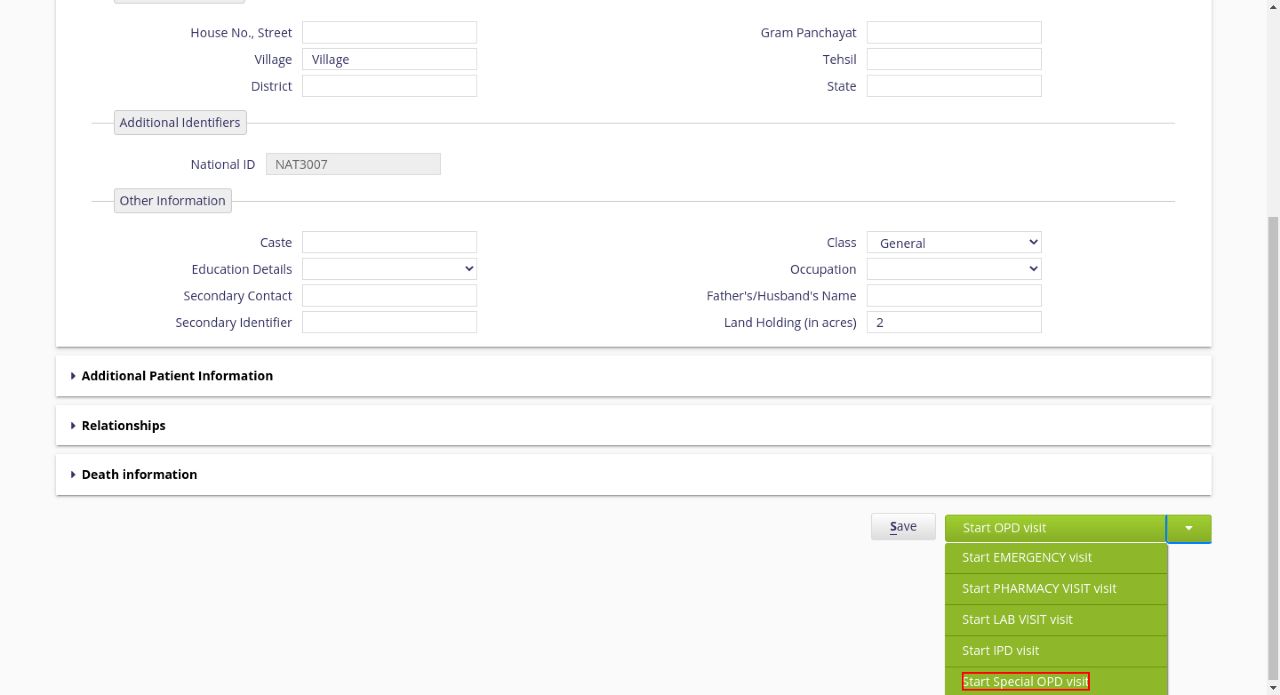 House No., Street
Gram Panchayat
Village
Village
Tehsil
District
State
Additional Identifiers
National ID
NAT3007
Other Information
Caste
Class
General
Education Details
Occupation
Secondary Contact
Father's/Husband's Name
Secondary Identifier
Land Holding (in acres)
2
Additional Patient Information
Relationships
Death information
Save
Start OPD visit
Start EMERGENCY visit
Start PHARMACY VISIT visit
Start LAB VISIT visit
Start IPD visit
Start Special OPD visit